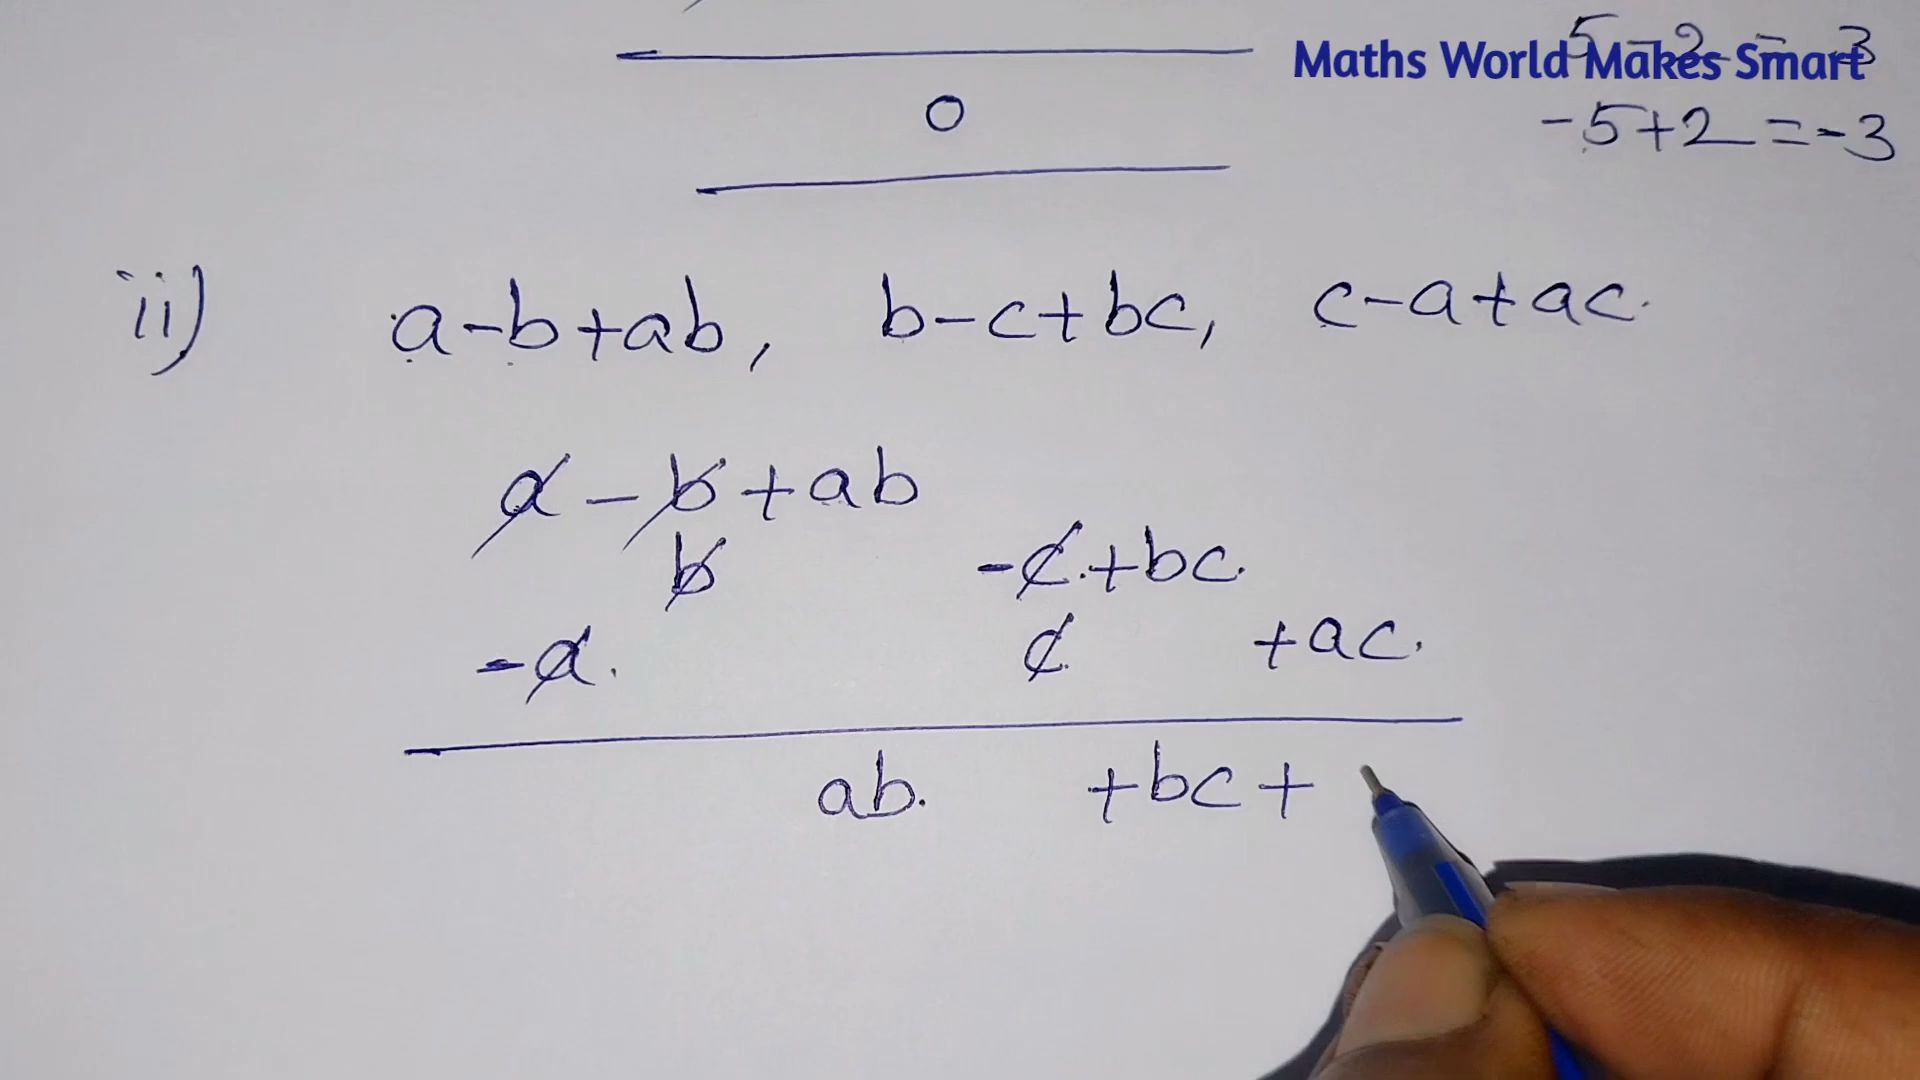 5-2 = 3
Maths World Makes Smart
0
-5+2=-3
ii) a-b+ab, b-c+bc, c-a+ac.
a - b + ab
b -c+bc.
-a. c +ac.
ab. +bc+